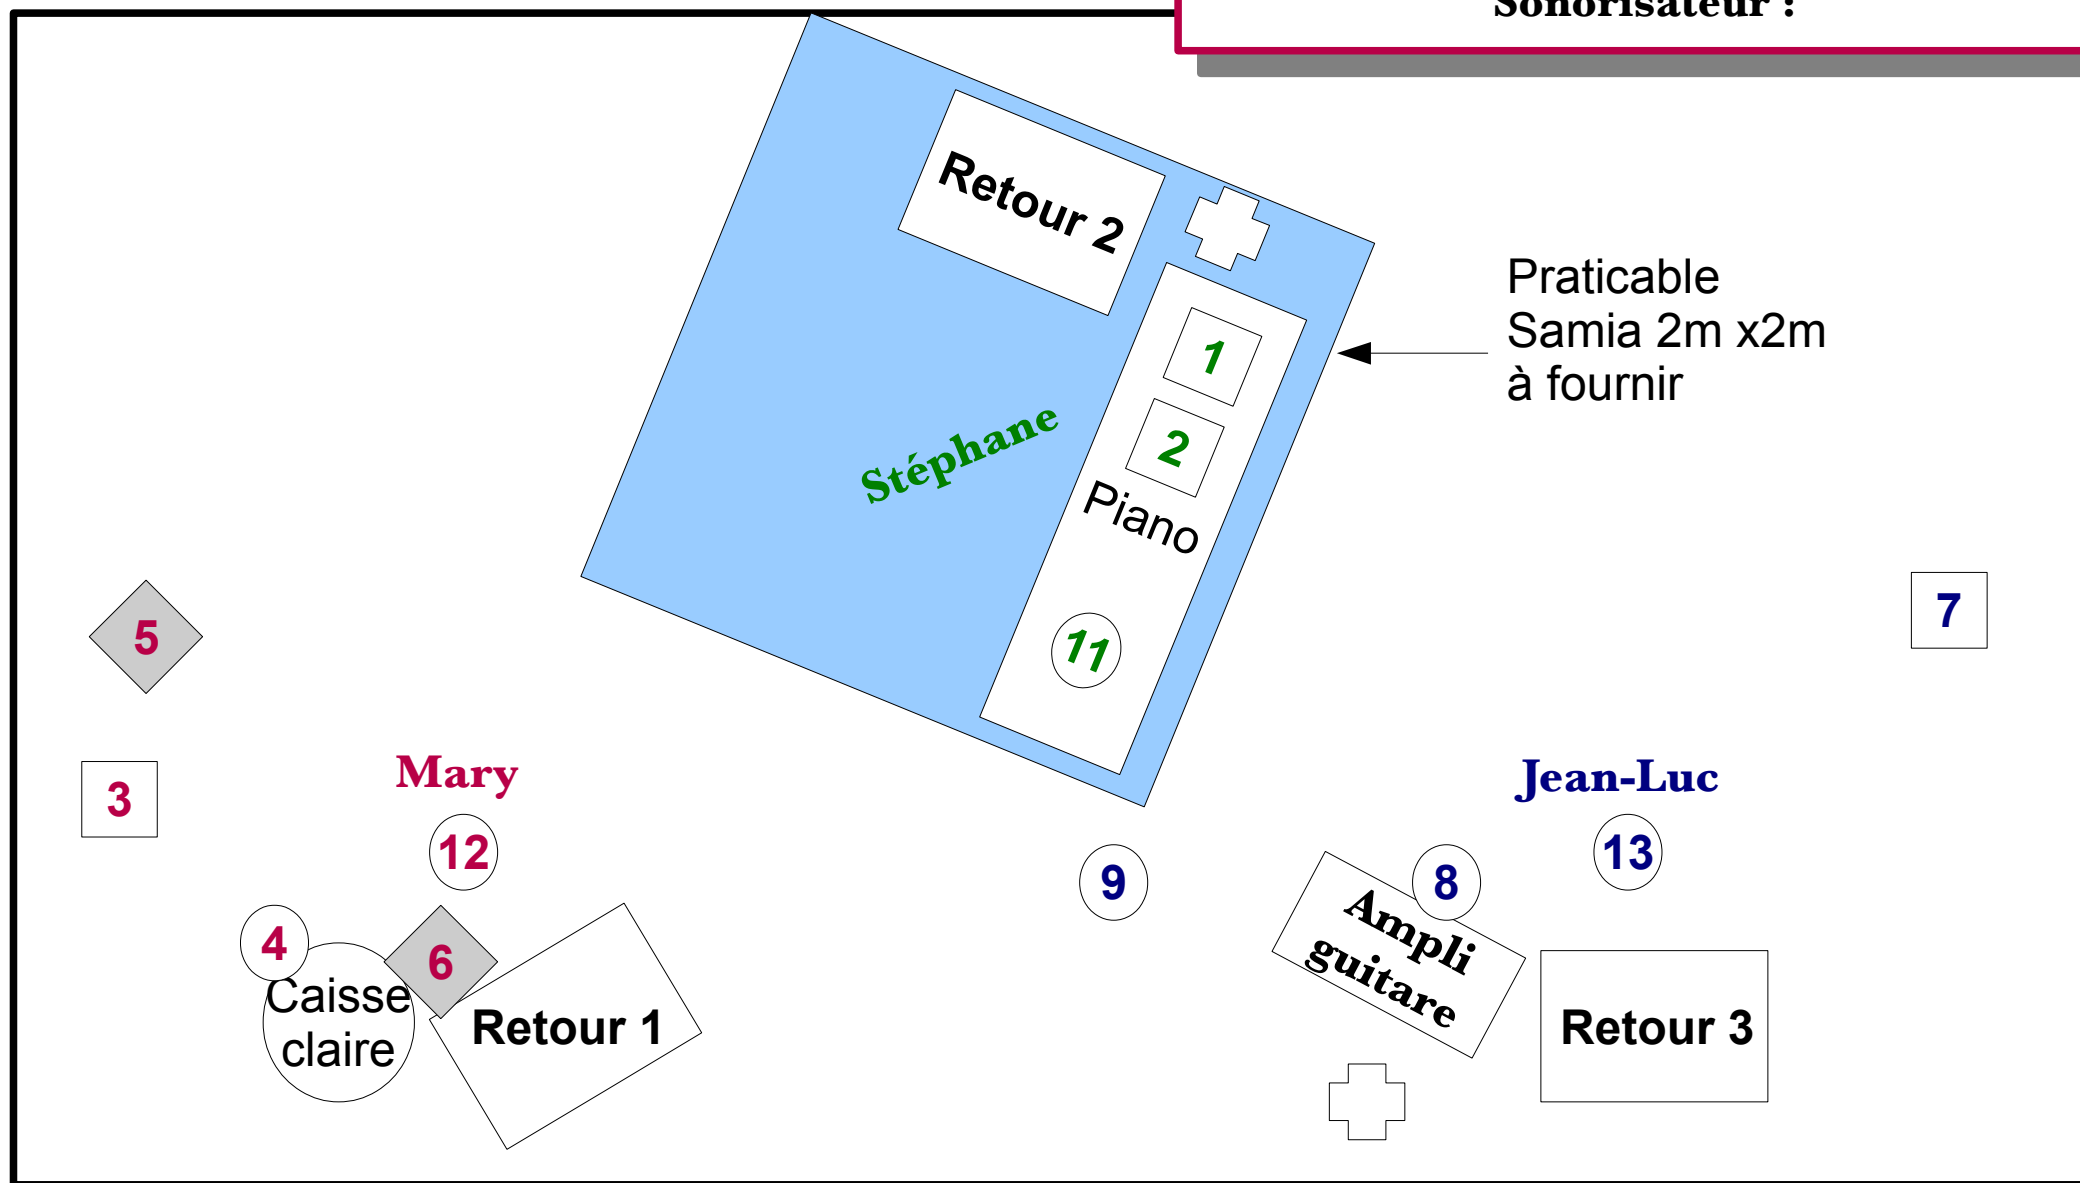 Sonorisateur :
Retour 2
Praticable
Samia 2m x2m
à fournir
1
2
Stéphane
Piano
11
5
7
3
Mary
Jean-Luc
12
13
9
8
4
6
Ampli
guitare
Caisse
claire
Retour 1
Retour 3